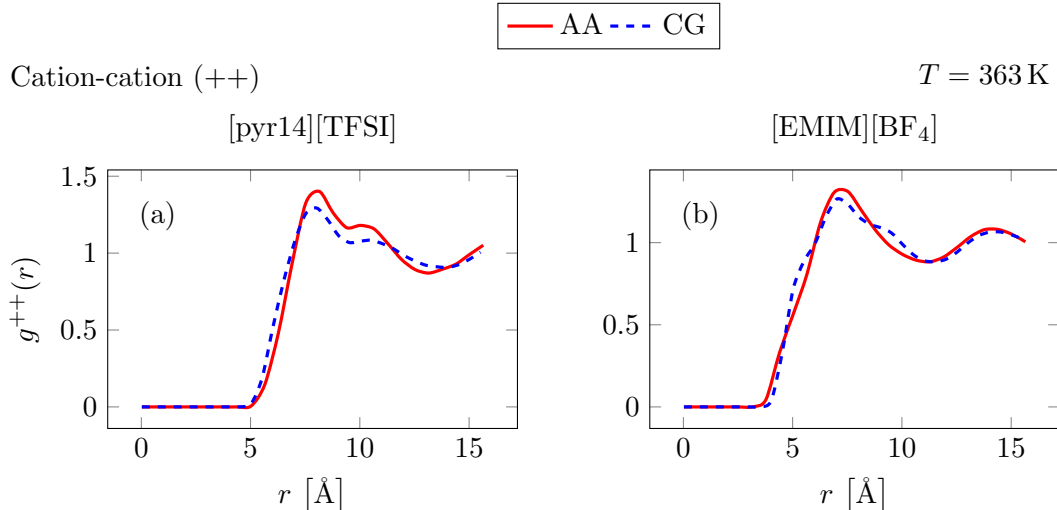 AA CG
Cation-cation (++)
T = 363 K
[pyr14][TFSI]
[EMIM][BF₄]
(a)
g⁺⁺(r)
1.5
1
0.5
0
0 5 10 15
r [Å]
(b)
1
0.5
0
0 5 10 15
r [Å]